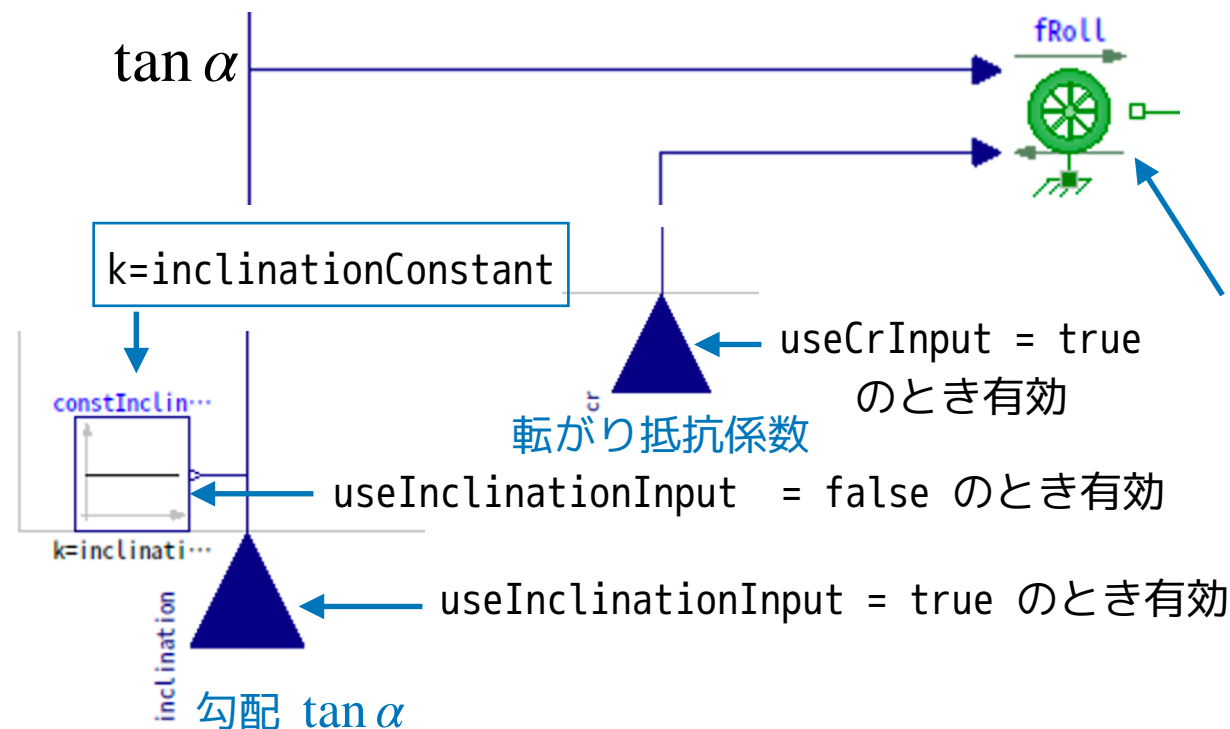 fRoll
tan α
k=inclinationConstant
useCrInput = true
のとき有効
cr
転がり抵抗係数
constInclin…
useInclinationInput = false のとき有効
k=inclinati…
useInclinationInput = true のとき有効
inclination
勾配 tan α